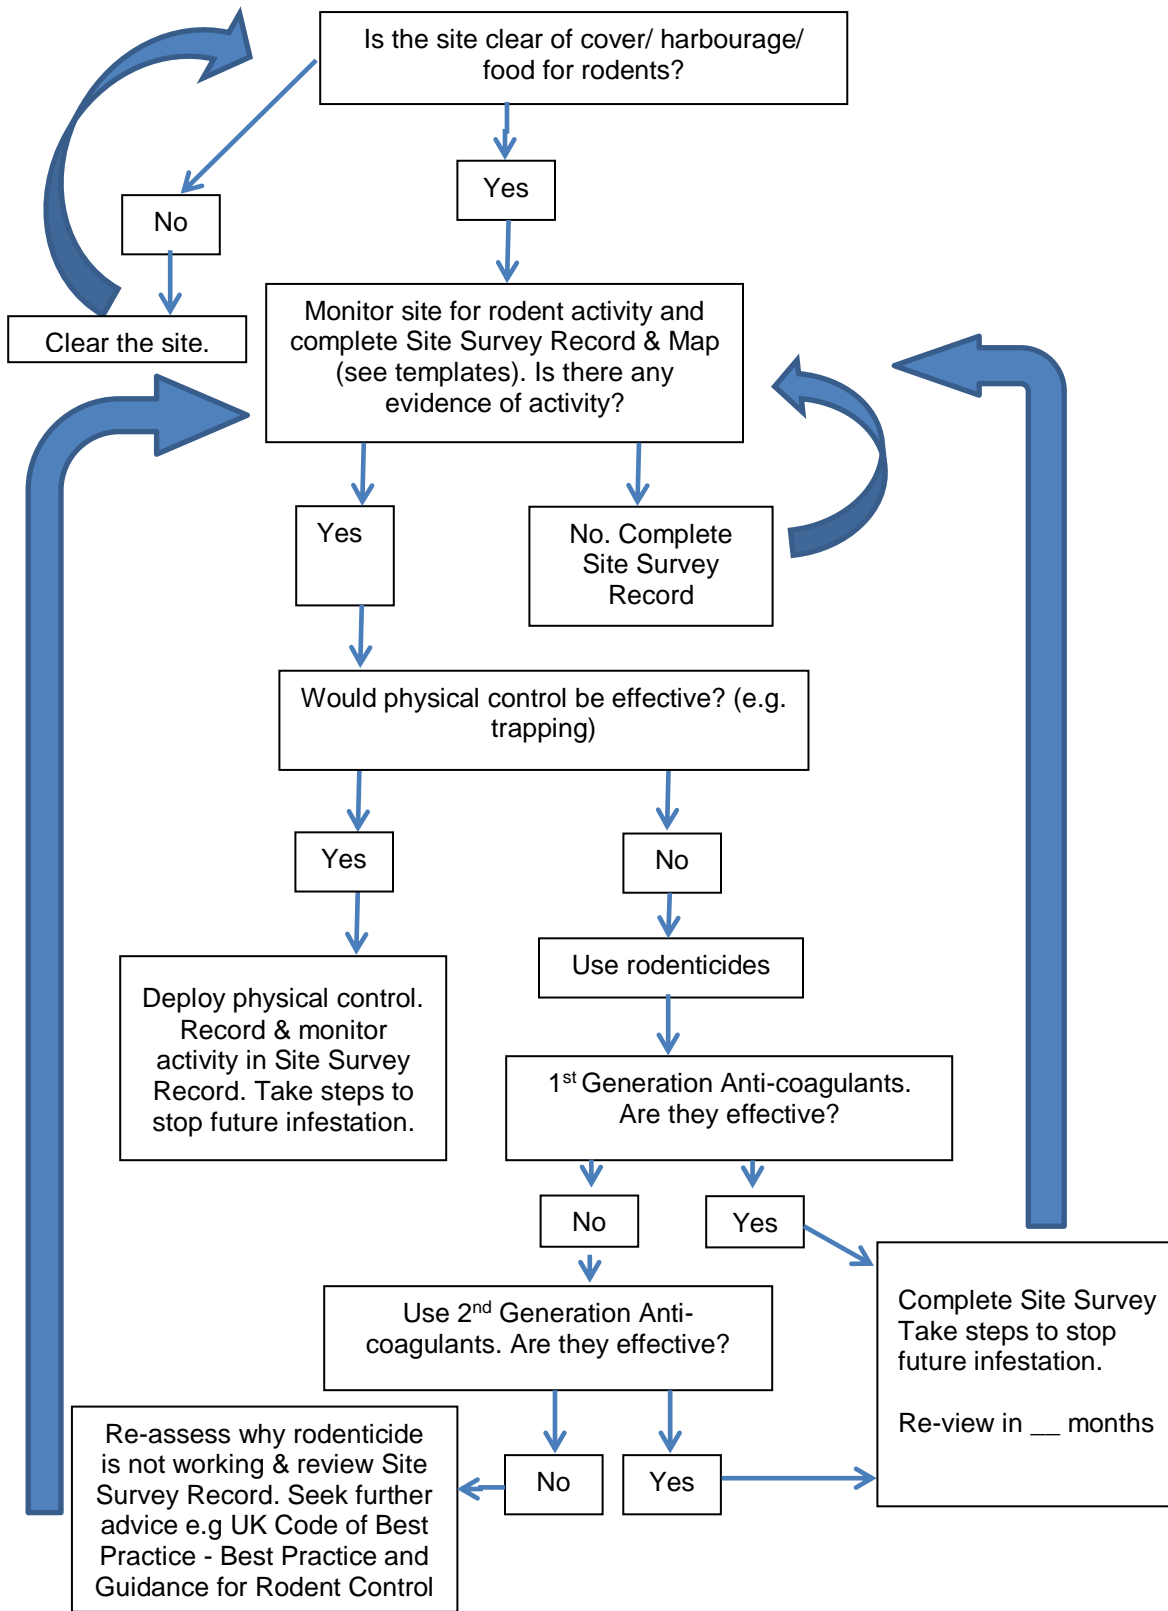 Is the site clear of cover/ harbourage/
food for rodents?
Yes
No
Clear the site.
Monitor site for rodent activity and
complete Site Survey Record & Map
(see templates). Is there any
evidence of activity?
Yes
No. Complete
Site Survey
Record
Would physical control be effective? (e.g.
trapping)
Yes
No
Use rodenticides
Deploy physical control.
Record & monitor
activity in Site Survey
Record. Take steps to
stop future infestation.
1st Generation Anti-coagulants.
Are they effective?
No
Yes
Use 2nd Generation Anti-
coagulants. Are they effective?
Complete Site Survey
Take steps to stop
future infestation.
Re-view in __ months
Re-assess why rodenticide
is not working & review Site
Survey Record. Seek further
advice e.g UK Code of Best
Practice - Best Practice and
Guidance for Rodent Control
No
Yes